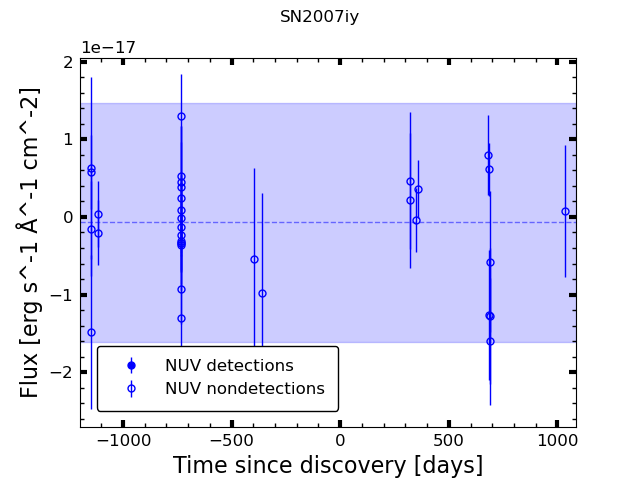 SN2007iy
1e−17
2
1
0
−1
−2
Flux [erg s^-1 Å^-1 cm^-2]
NUV detections
NUV nondetections
−1000 −500 0 500 1000
Time since discovery [days]